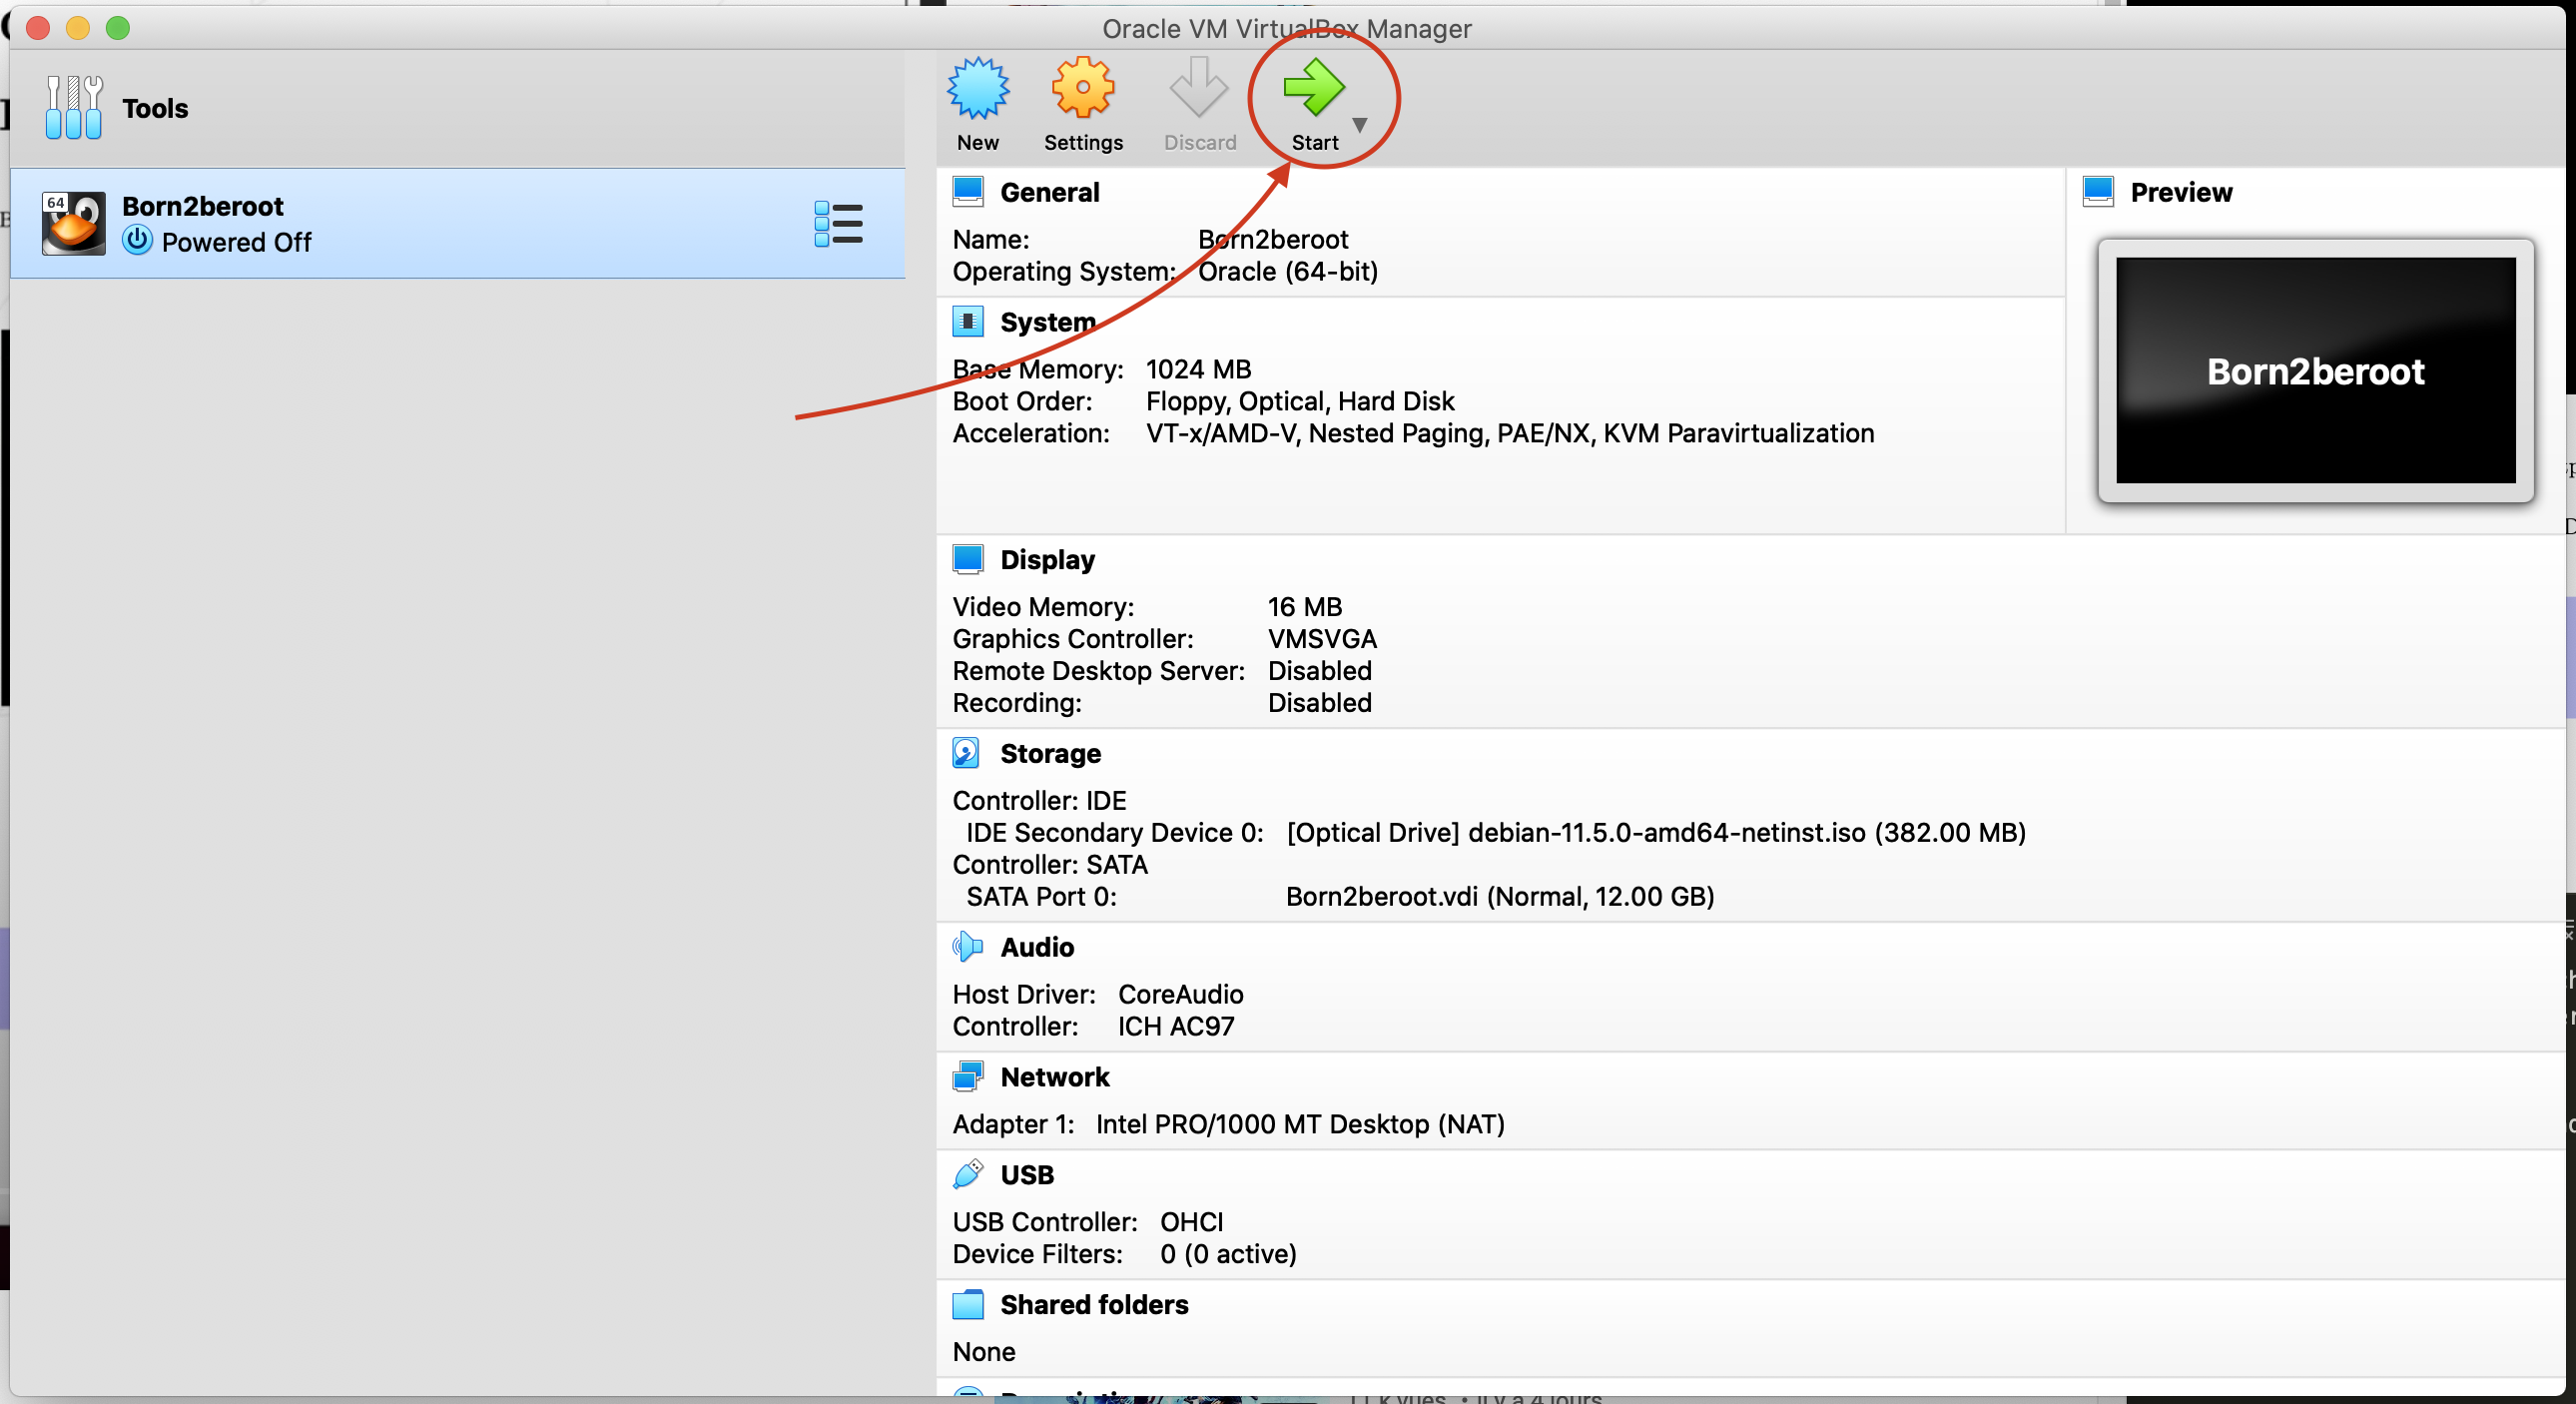 Oracle VM VirtualBox Manager
Tools
New
Settings
Discard
Start
64
Born2beroot
Powered Off
General
Name: Born2beroot
Operating System: Oracle (64-bit)
Preview
Born2beroot
System
Base Memory: 1024 MB
Boot Order: Floppy, Optical, Hard Disk
Acceleration: VT-x/AMD-V, Nested Paging, PAE/NX, KVM Paravirtualization
Display
Video Memory: 16 MB
Graphics Controller: VMSVGA
Remote Desktop Server: Disabled
Recording: Disabled
Storage
Controller: IDE
IDE Secondary Device 0: [Optical Drive] debian-11.5.0-amd64-netinst.iso (382.00 MB)
Controller: SATA
SATA Port 0: Born2beroot.vdi (Normal, 12.00 GB)
Audio
Host Driver: CoreAudio
Controller: ICH AC97
Network
Adapter 1: Intel PRO/1000 MT Desktop (NAT)
USB
USB Controller: OHCI
Device Filters: 0 (0 active)
Shared folders
None